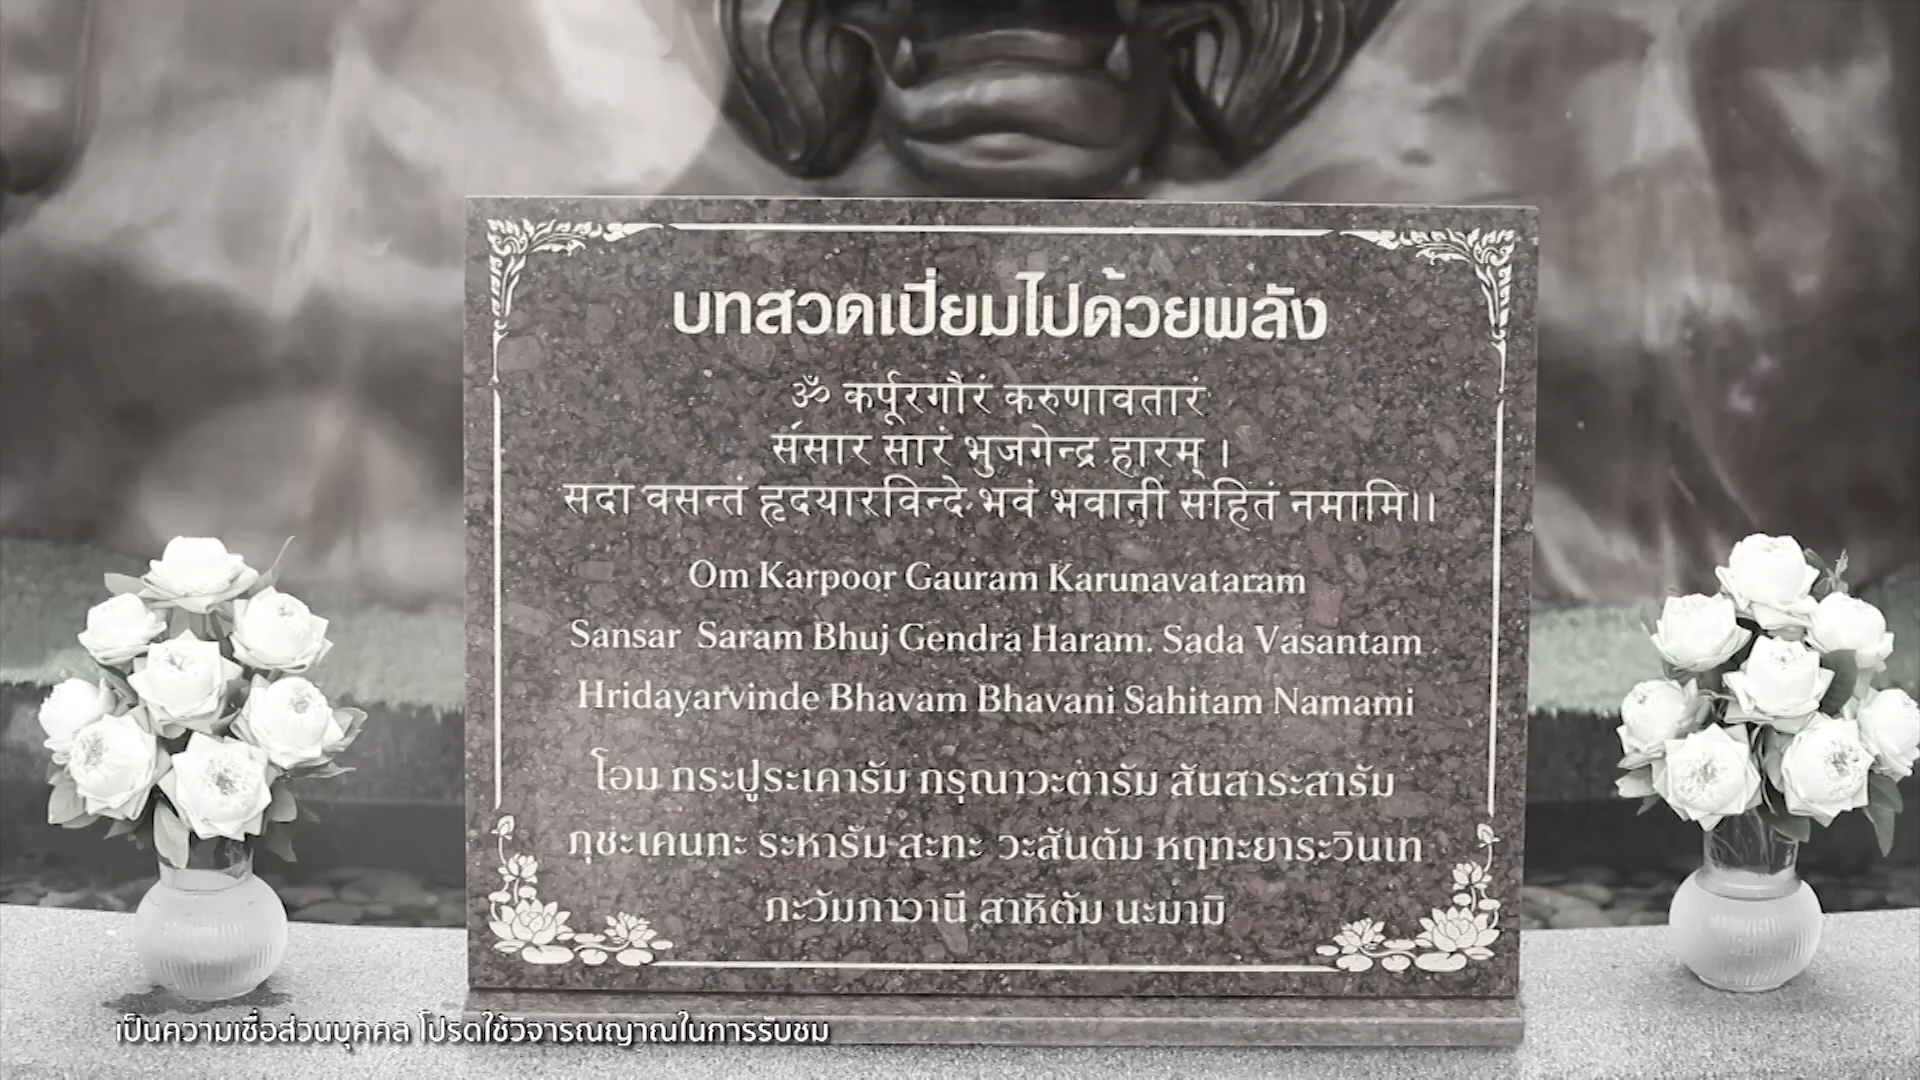 บทสวดเปี่ยมไปด้วยพลัง
ॐ कर्पूरगौरं करुणावतारं
संसार सारं भुजगेन्द्र हारम् ।
सदा वसन्तं हृदयारविन्दे भवं भवानी सहितं नमामि।।
Om Karpoor Gauram Karunavataram
Sansar Saram Bhuj Gendra Haram. Sada Vasantam
Hridayarvinde Bhavam Bhavani Sahitam Namami
โอม กระปูระเคารัม กรุณาวะตารัม สันสาระสารัม
ภุชะเคนทะ ระหารัม สะทะ วะสันตัม หฤทะยาระวินเท
ภะวัมภาวานี สาหิตัม นะมามิ
เป็นความเชื่อส่วนบุคคล โปรดใช้วิจารณญาณในการรับชม